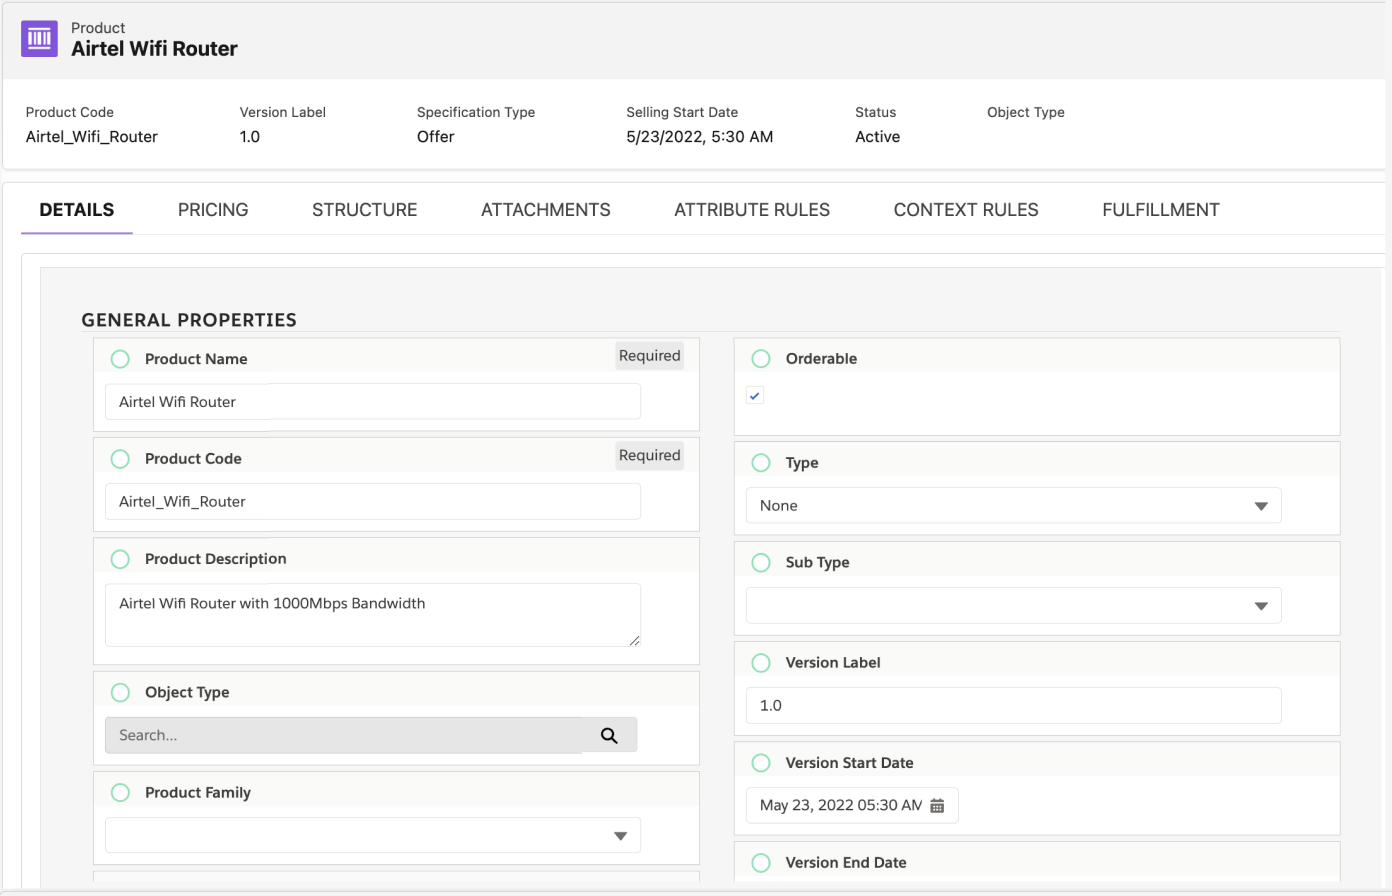 Product
Airtel Wifi Router
Product Code Version Label Specification Type Selling Start Date Status Object Type
Airtel_Wifi_Router 1.0 Offer 5/23/2022, 5:30 AM Active
DETAILS PRICING STRUCTURE ATTACHMENTS ATTRIBUTE RULES CONTEXT RULES FULFILLMENT
GENERAL PROPERTIES
Product Name Required
Airtel Wifi Router
Product Code Required
Airtel_Wifi_Router
Product Description
Airtel Wifi Router with 1000Mbps Bandwidth
Object Type
Search...
Product Family
Orderable
Type
None
Sub Type
Version Label
1.0
Version Start Date
May 23, 2022 05:30 AM
Version End Date